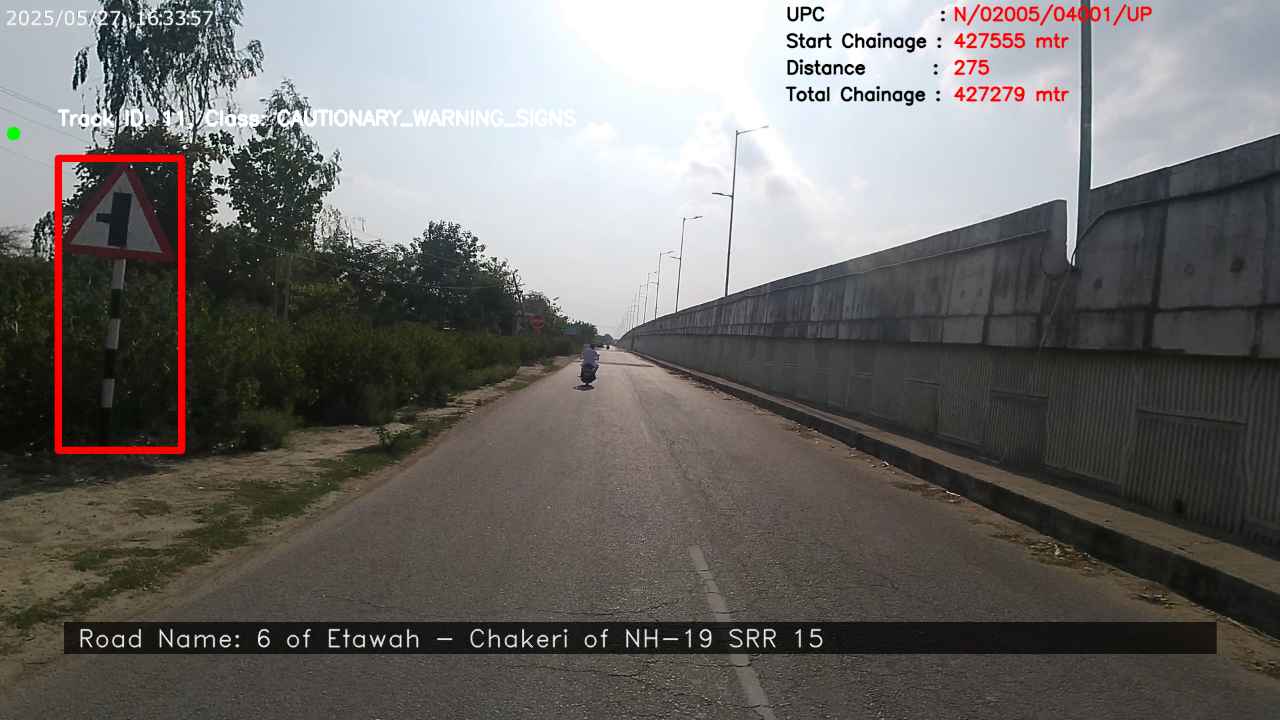 2025/05/27, 16:33:57
UPC : N/02005/04001/UP
Start Chainage : 427555 mtr
Distance : 275
Total Chainage : 427279 mtr
Track ID: 11, Class: CAUTIONARY_WARNING_SIGNS
Road Name: 6 of Etawah - Chakeri of NH-19 SRR 15